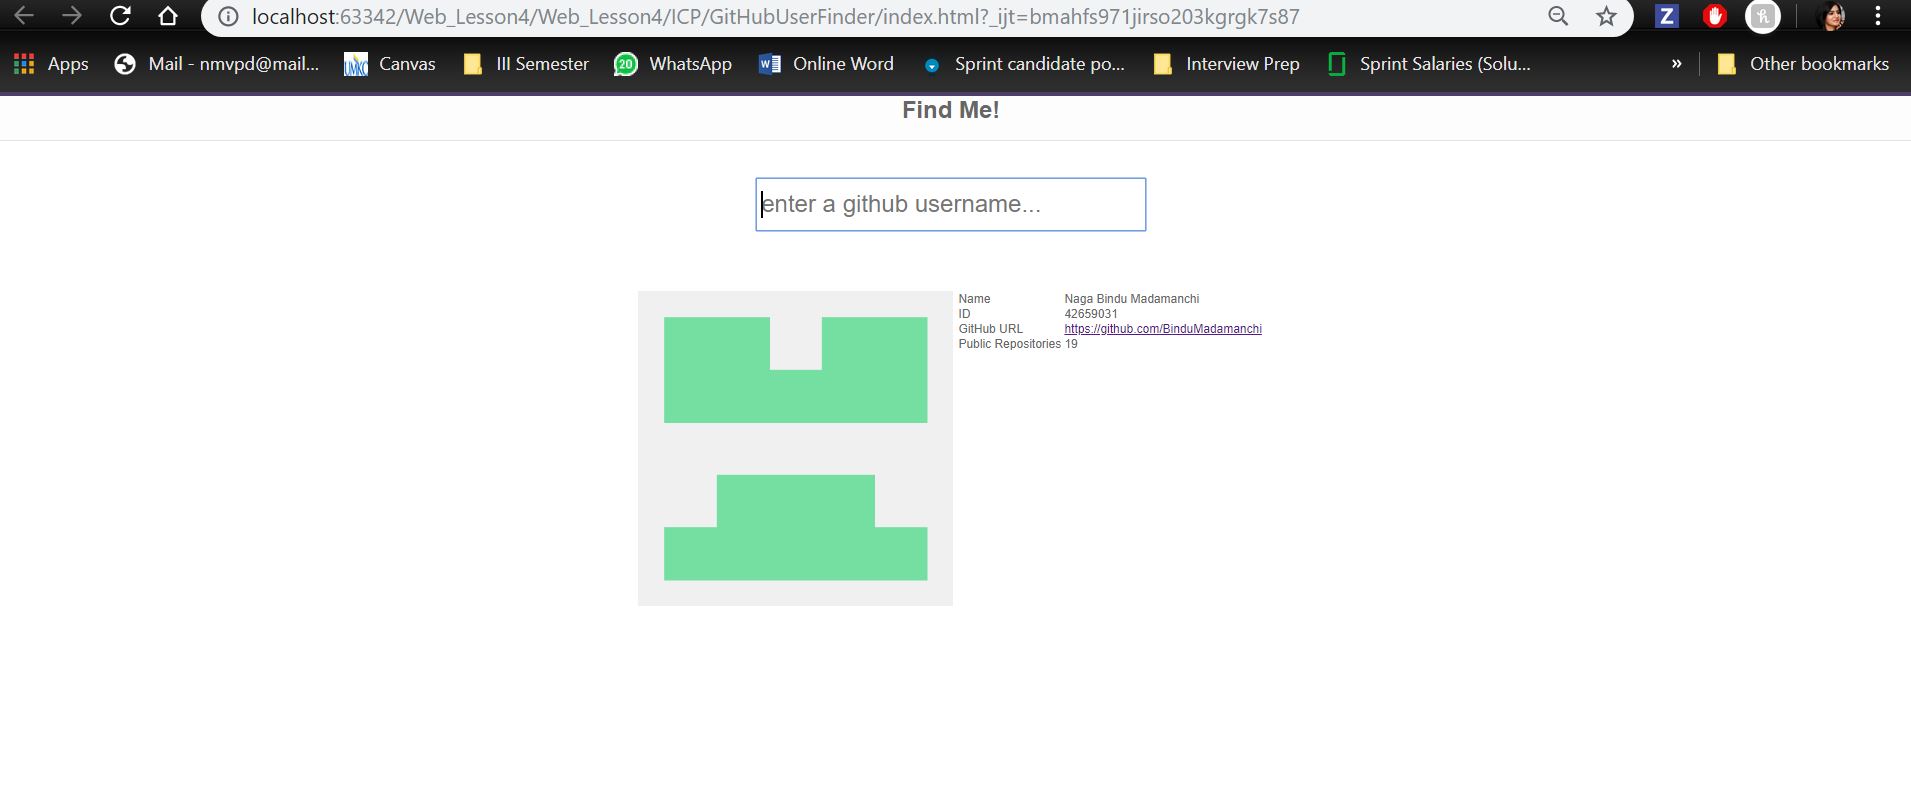 localhost:63342/Web_Lesson4/Web_Lesson4/ICP/GitHubUserFinder/index.html?_ijt=bmahfs971jirso203kgrgk7s87
Z
h
Apps Mail - nmvpd@mail... UMKC Canvas III Semester 20 WhatsApp W Online Word Sprint candidate po... Interview Prep Sprint Salaries (Solu... » Other bookmarks
Find Me!
enter a github username...
Name Naga Bindu Madamanchi
ID 42659031
GitHub URL https://github.com/BinduMadamanchi
Public Repositories 19